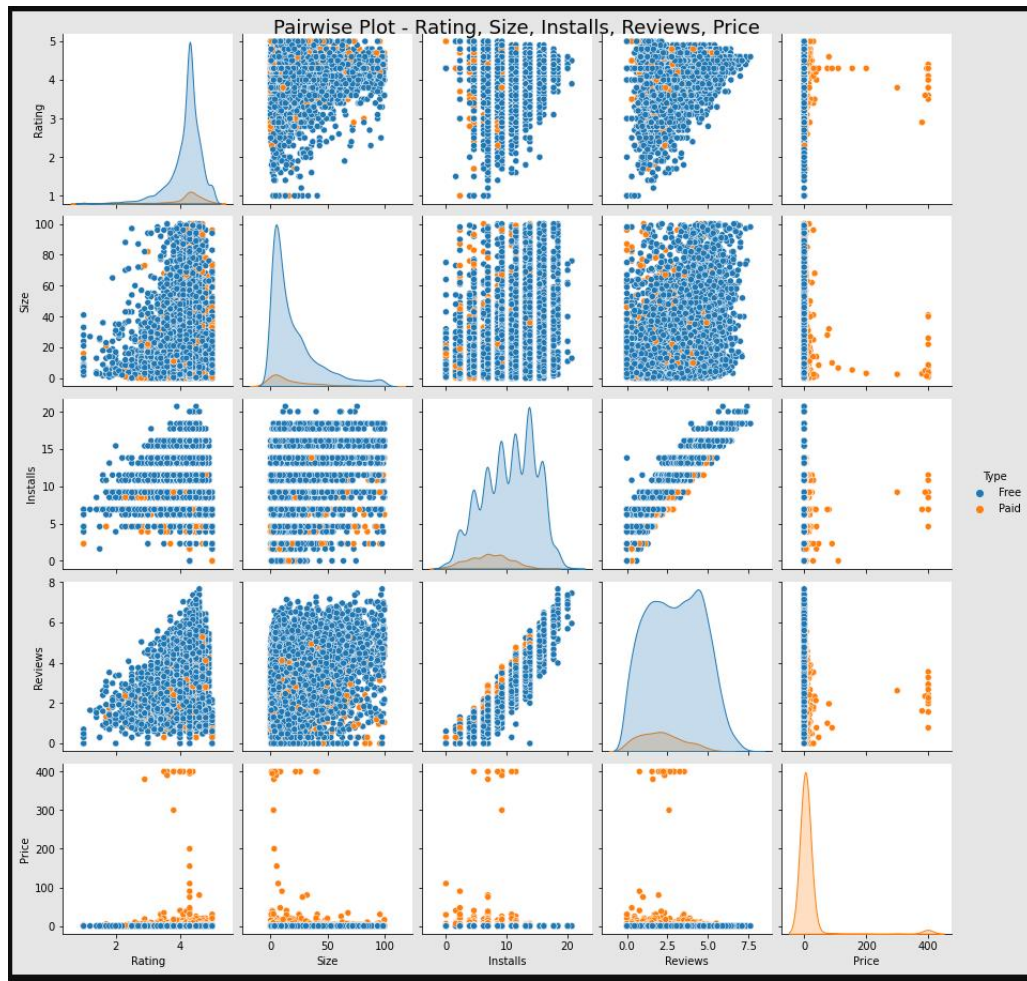 Pairwise Plot - Rating, Size, Installs, Reviews, Price
5
4
3
2
1
Rating
100
80
60
40
20
0
Size
20
15
10
5
0
Installs
Type
Free
Paid
8
6
4
2
0
Reviews
400
300
200
100
0
Price
2 4
Rating
0 50 100
Size
0 10 20
Installs
0.0 2.5 5.0 7.5
Reviews
0 200 400
Price